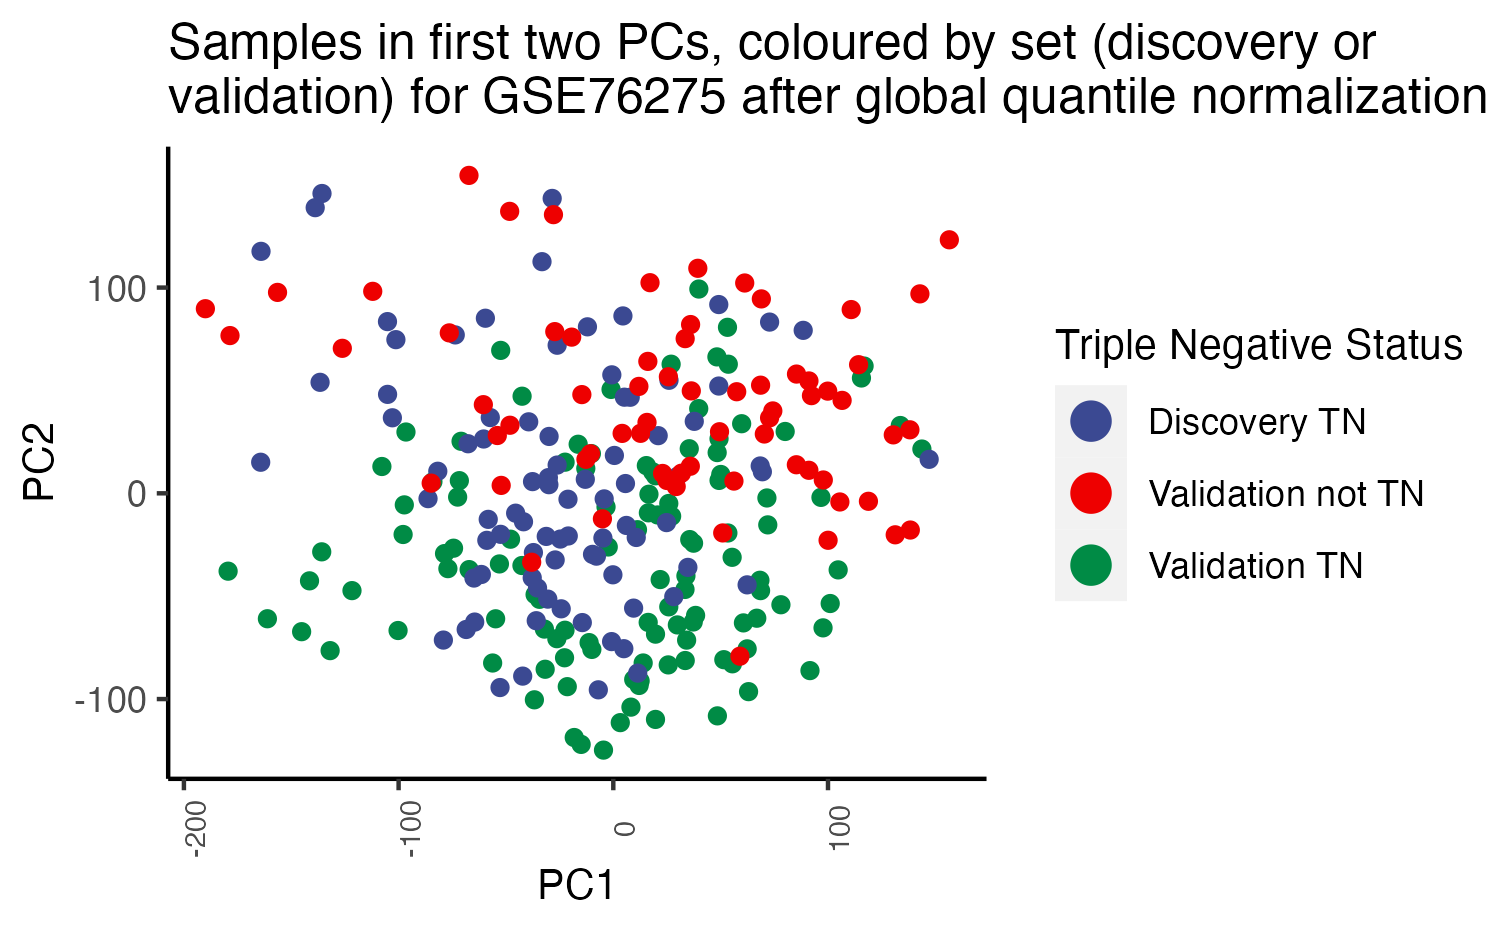 Samples in first two PCs, coloured by set (discovery or
validation) for GSE76275 after global quantile normalization
100
0
-100
PC2
-200
-100
0
100
PC1
Triple Negative Status
Discovery TN
Validation not TN
Validation TN